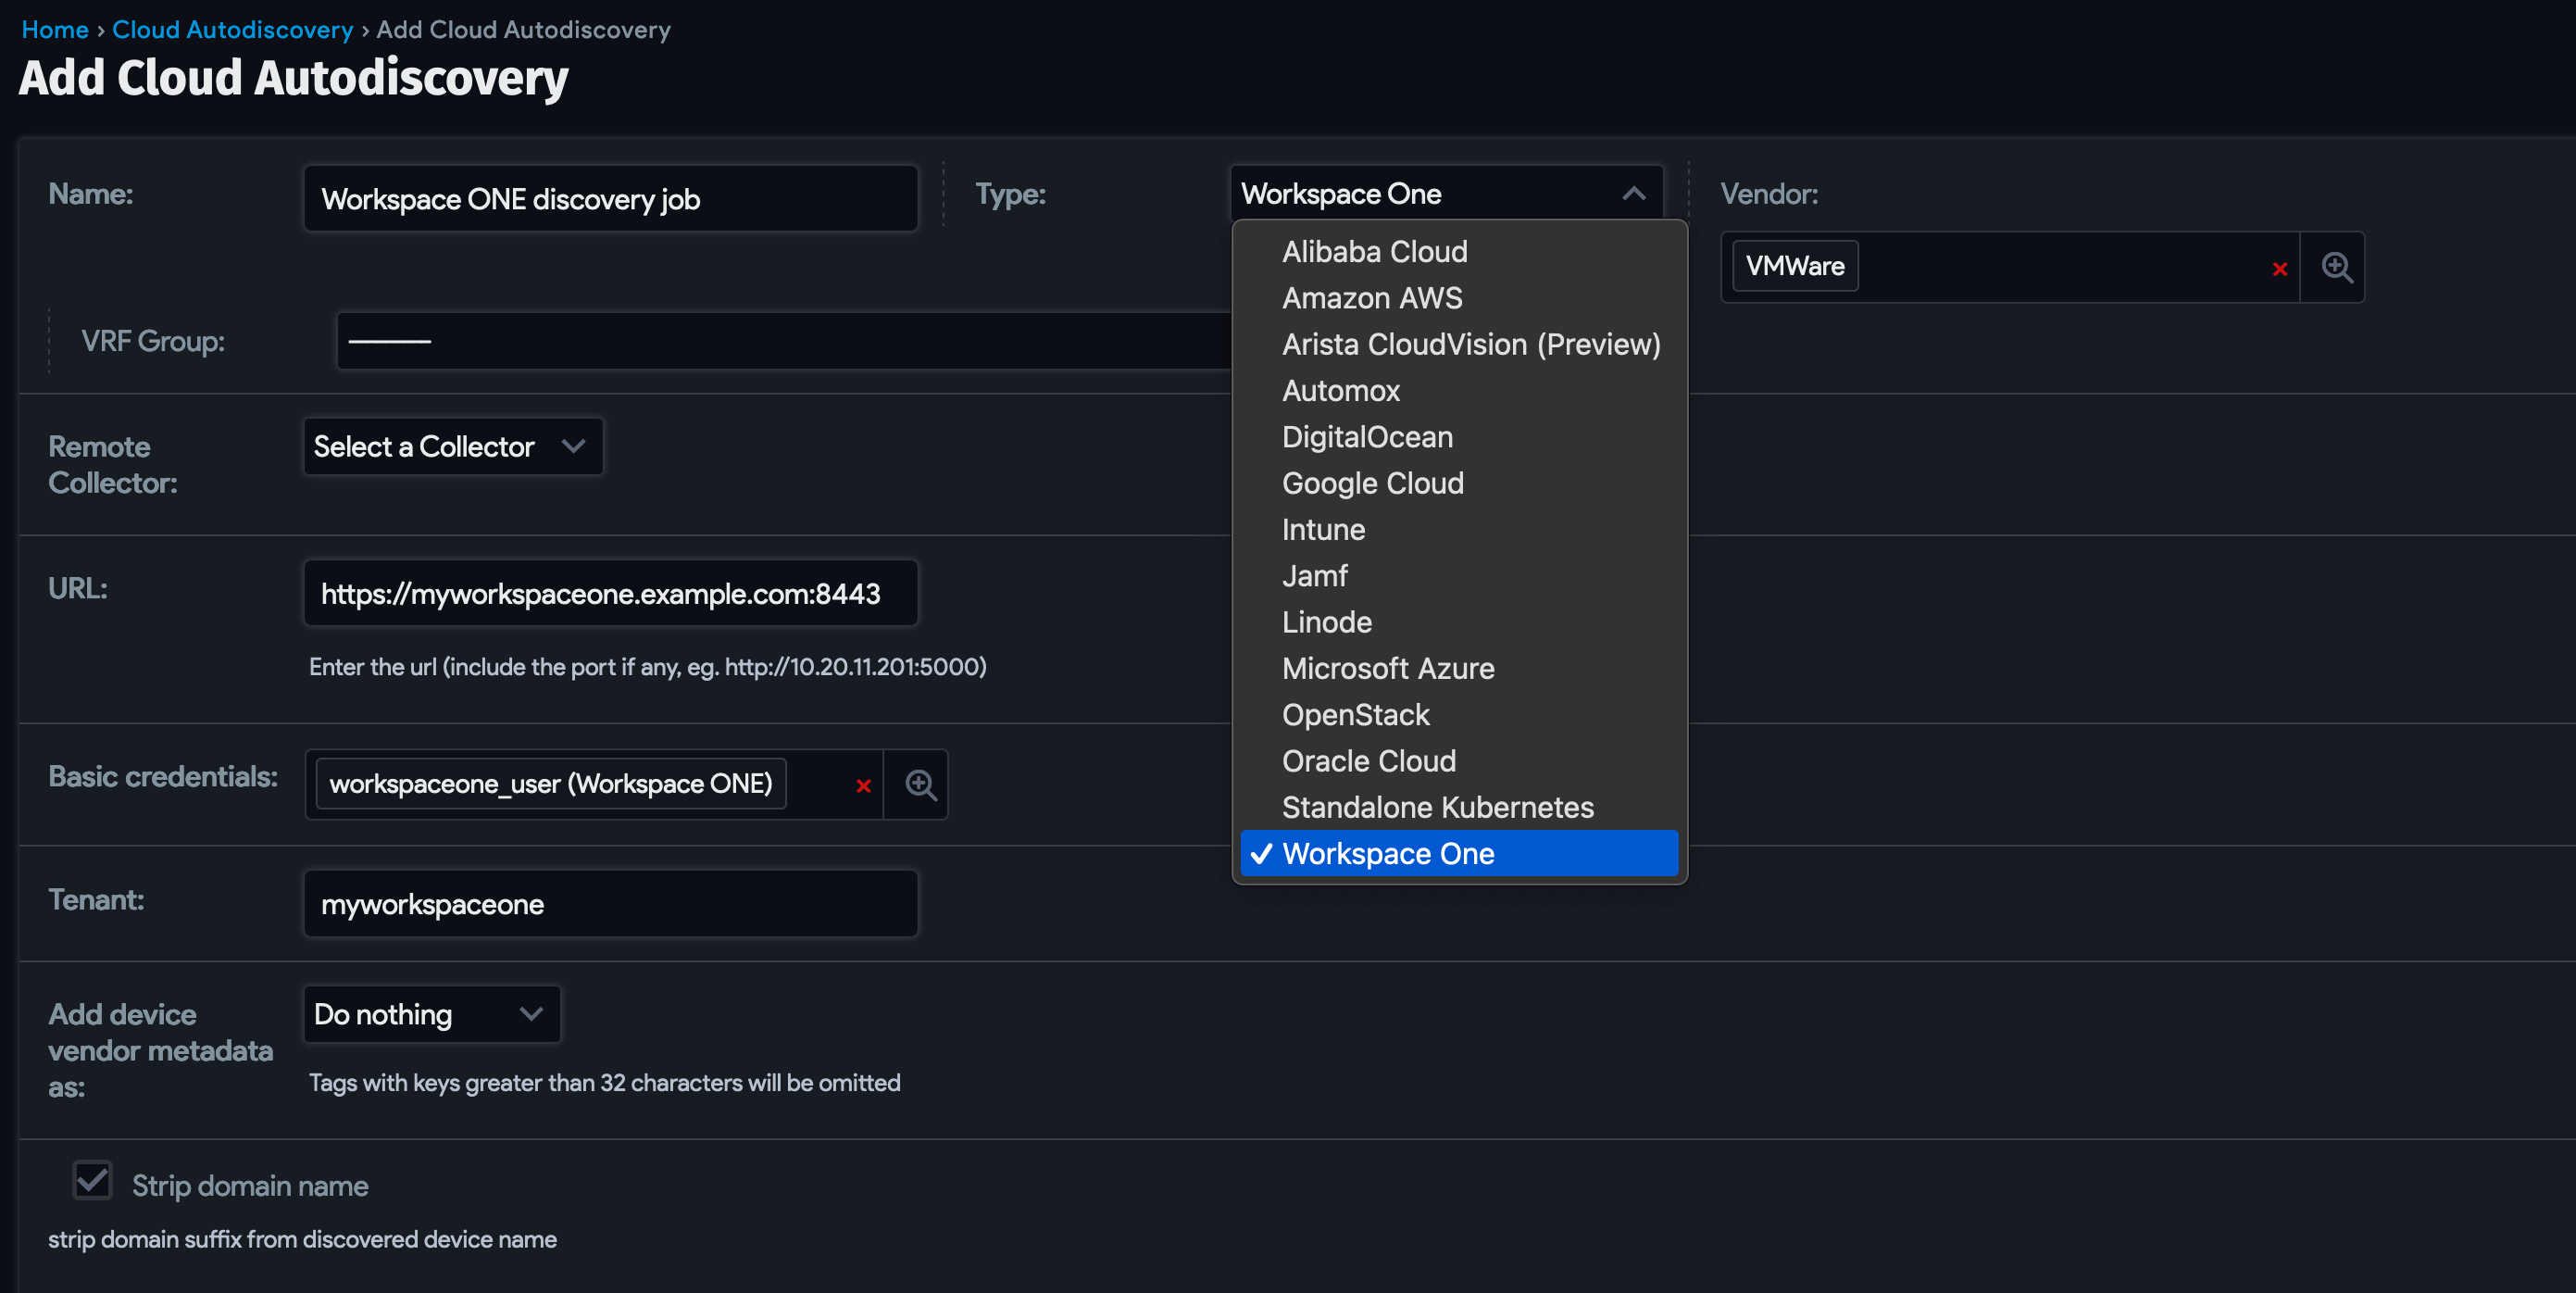 Home › Cloud Autodiscovery › Add Cloud Autodiscovery
Add Cloud Autodiscovery
Name:
Workspace ONE discovery job
Type:
Workspace One
Alibaba Cloud
Amazon AWS
Arista CloudVision (Preview)
Automox
DigitalOcean
Google Cloud
Intune
Jamf
Linode
Microsoft Azure
OpenStack
Oracle Cloud
Standalone Kubernetes
✓ Workspace One
Vendor:
VMWare
VRF Group:
---------
Remote
Collector:
Select a Collector
URL:
https://myworkspaceone.example.com:8443
Enter the url (include the port if any, eg. http://10.20.11.201:5000)
Basic credentials:
workspaceone_user (Workspace ONE)
Tenant:
myworkspaceone
Add device
vendor metadata
as:
Do nothing
Tags with keys greater than 32 characters will be omitted
Strip domain name
strip domain suffix from discovered device name